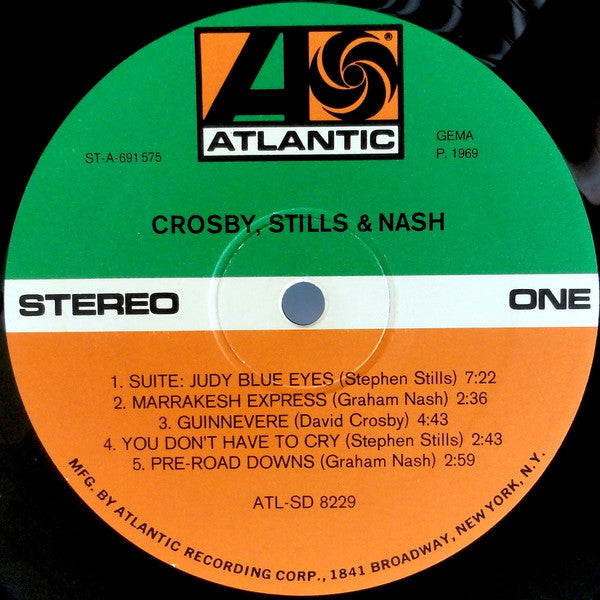 ATLANTIC
®
ST-A-691575
GEMA
P. 1969
CROSBY, STILLS & NASH
STEREO
ONE
1. SUITE: JUDY BLUE EYES (Stephen Stills) 7:22
2. MARRAKESH EXPRESS (Graham Nash) 2:36
3. GUINNEVERE (David Crosby) 4:43
4. YOU DON'T HAVE TO CRY (Stephen Stills) 2:43
5. PRE-ROAD DOWNS (Graham Nash) 2:59
ATL-SD 8229
MFG. BY ATLANTIC RECORDING CORP., 1841 BROADWAY, NEW YORK, N.Y.